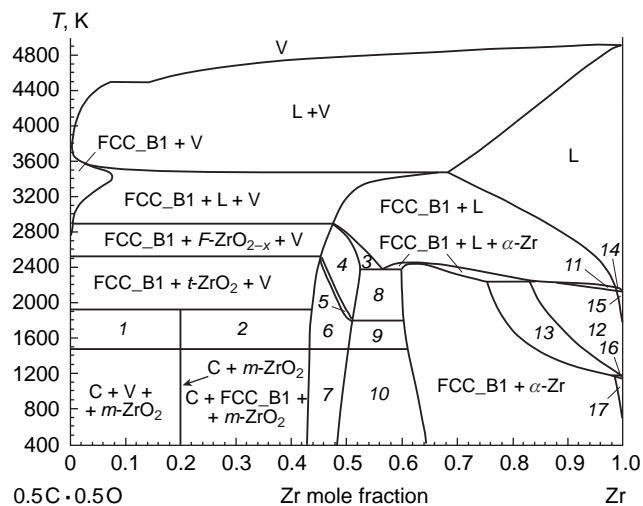 T, K
4800
4400
4000
3600
3200
2800
2400
2000
1600
1200
800
400
V
L +V
FCC_B1 + V
L
FCC_B1 + L + V
FCC_B1 + L
FCC_B1 + F-ZrO2–x + V
FCC_B1 + L + α-Zr
3
4
14
11
FCC_B1 + t-ZrO2 + V
8
5
15
1
2
6
9
13
12
16
C + m-ZrO2
C + V +
+ m-ZrO2
C + FCC_B1 +
+ m-ZrO2
7
10
FCC_B1 + α-Zr
17
0 0.1 0.2 0.3 0.4 0.5 0.6 0.7 0.8 0.9 1.0
0.5C·0.5O Zr mole fraction Zr